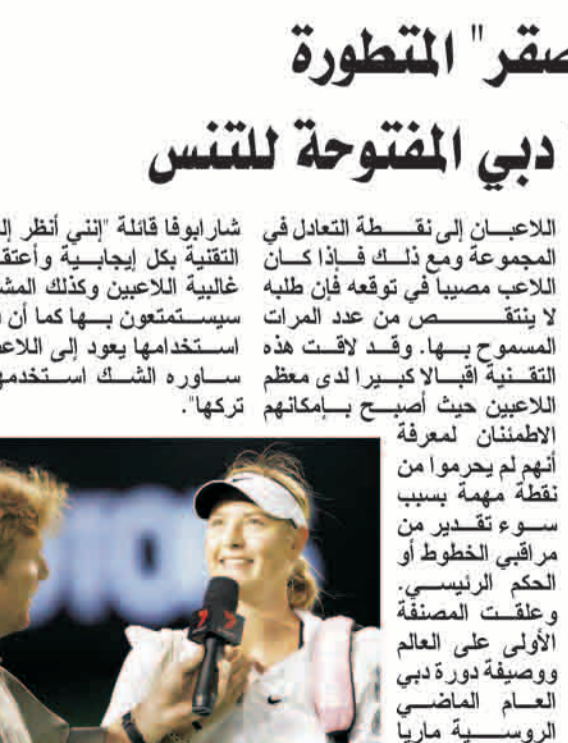 صقر" المتطورة
دبي المفتوحة للتنس
اللاعبان إلى نقطة التعادل في
المجموعة ومع ذلك فإذا كان
اللاعب مصيبا في توقعه فإن طلبه
لا ينتقص من عدد المرات
المسموح بها. وقد لاقت هذه
التقنية اقبالا كبيرا لدى معظم
اللاعبين حيث أصبح بإمكانهم
الاطمئنان لمعرفة
أنهم لم يحرموا من
نقطة مهمة بسبب
سوء تقدير من
مراقبي الخطوط أو
الحكم الرئيسي.
وعلقت المصنفة
الأولى على العالم
ووصيفة دورة دبي
العام الماضي
الروسية ماريا
شارابوفا قائلة "إنني أنظر إل
التقنية بكل إيجابية وأعتق
غالبية اللاعبين وكذلك المش
سيستمتعون بها كما أن
استخدامها يعود إلى اللاع
ساوره الشك استخدمه
تركها".
7